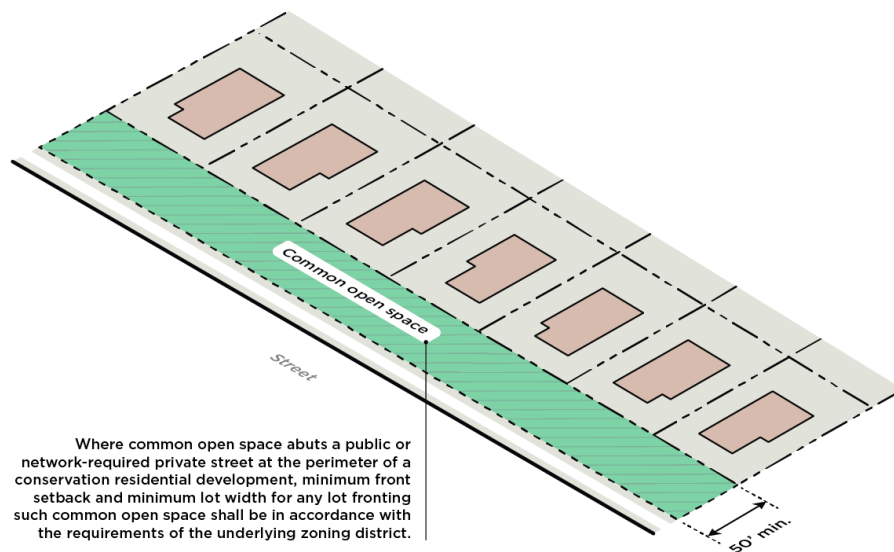 Common open space
Street
Where common open space abuts a public or
network-required private street at the perimeter of a
conservation residential development, minimum front
setback and minimum lot width for any lot fronting
such common open space shall be in accordance with
the requirements of the underlying zoning district.
50' min.